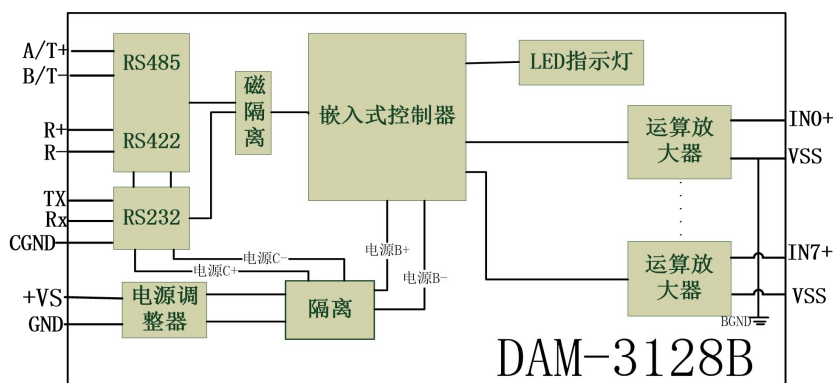 A/T+
B/T-
R+
R-
TX
Rx
CGND
+VS
GND
RS485
RS422
RS232
磁隔离
嵌入式控制器
LED指示灯
运算放
大器
IN0+
VSS
运算放
大器
IN7+
VSS
BGND
电源C-
电源C+
电源B+
电源B-
电源调
整器
隔离
DAM-3128B